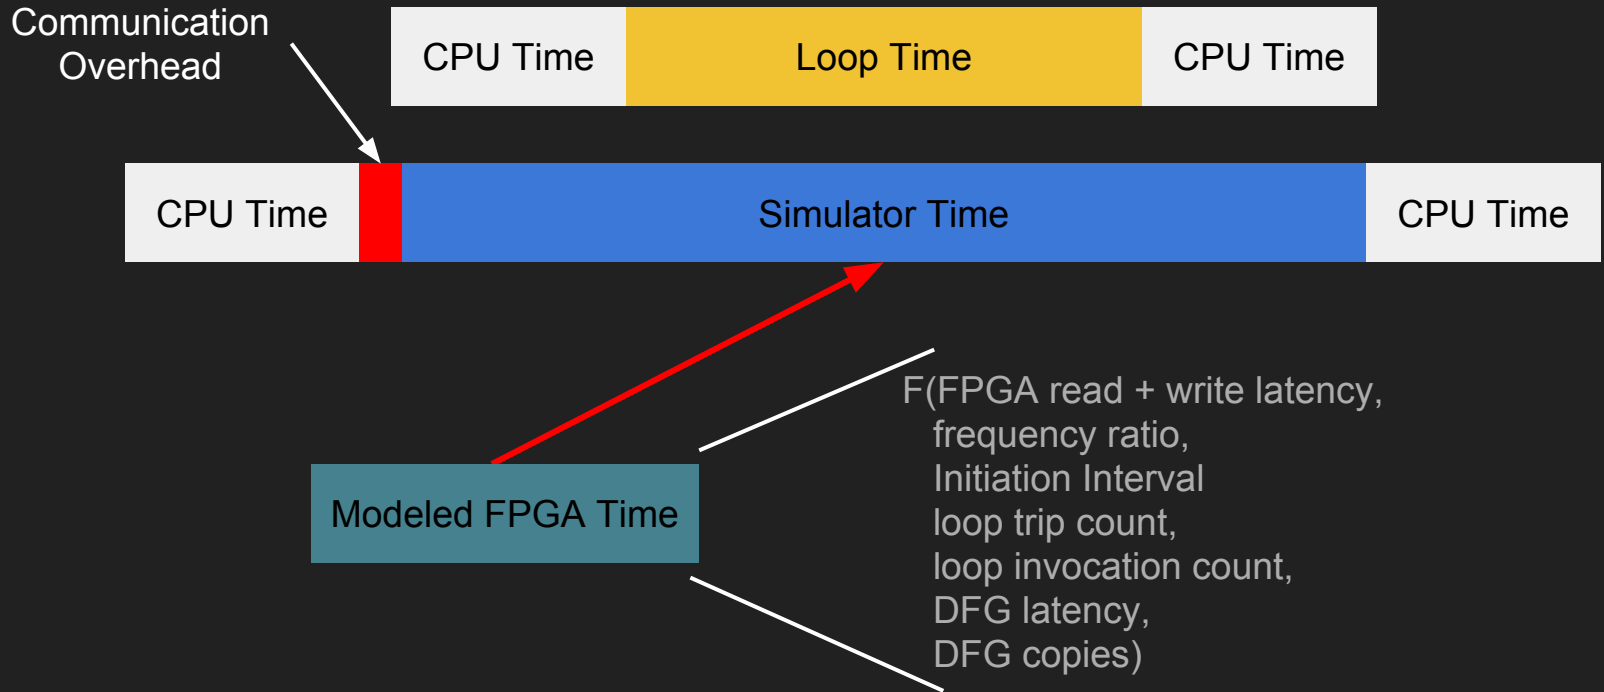 Communication
Overhead
CPU Time
Loop Time
CPU Time
CPU Time
Simulator Time
CPU Time
Modeled FPGA Time
F(FPGA read + write latency,
frequency ratio,
Initiation Interval
loop trip count,
loop invocation count,
DFG latency,
DFG copies)